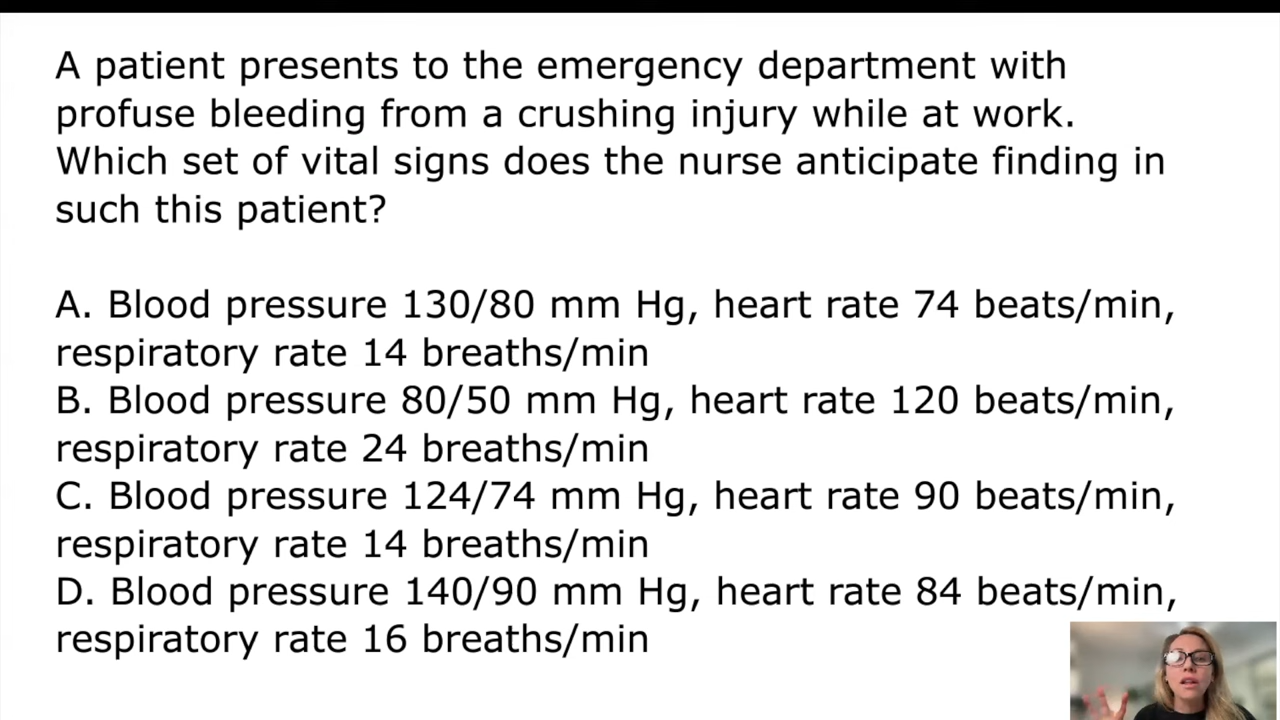 A patient presents to the emergency department with
profuse bleeding from a crushing injury while at work.
Which set of vital signs does the nurse anticipate finding in
such this patient?
A. Blood pressure 130/80 mm Hg, heart rate 74 beats/min,
respiratory rate 14 breaths/min
B. Blood pressure 80/50 mm Hg, heart rate 120 beats/min,
respiratory rate 24 breaths/min
C. Blood pressure 124/74 mm Hg, heart rate 90 beats/min,
respiratory rate 14 breaths/min
D. Blood pressure 140/90 mm Hg, heart rate 84 beats/min,
respiratory rate 16 breaths/min